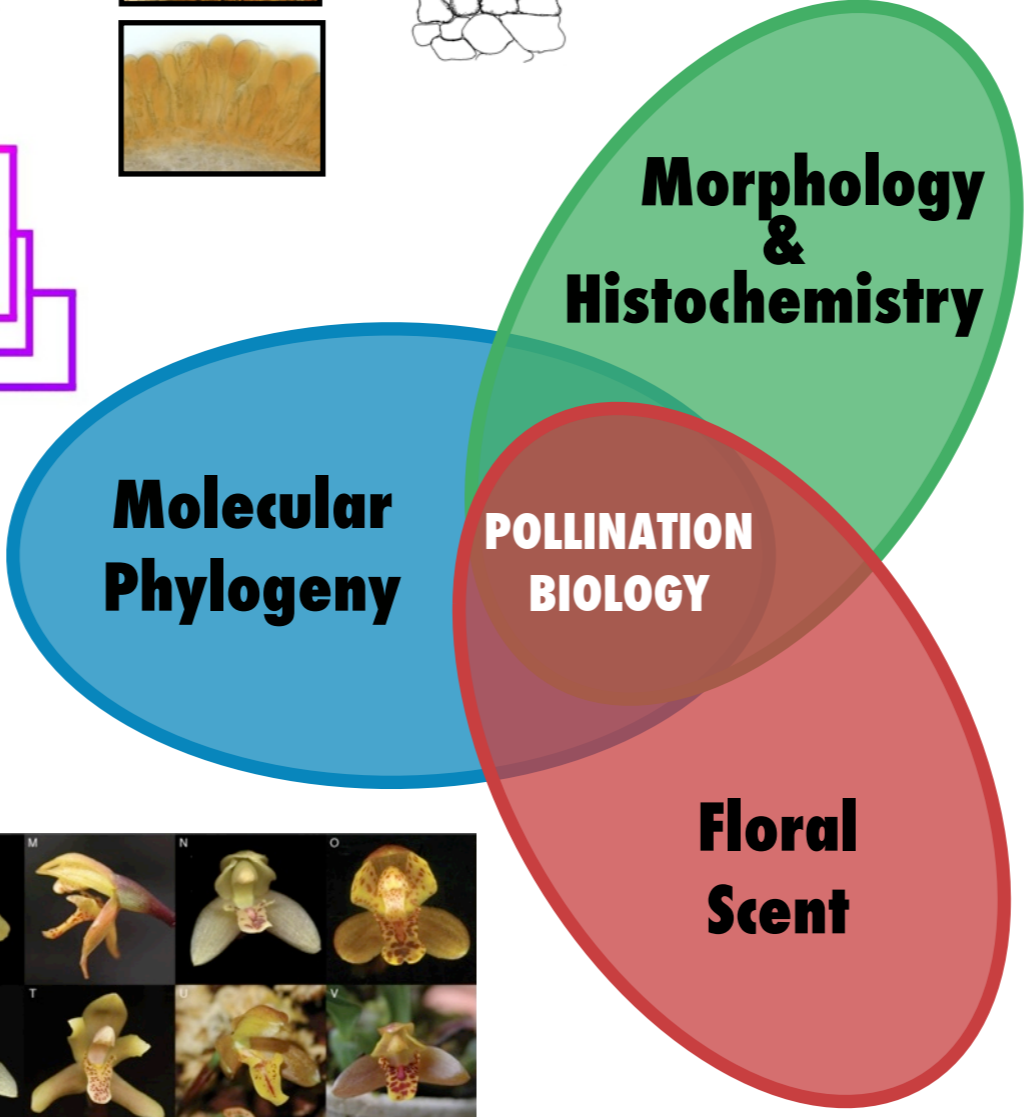 Morphology
&
Histochemistry
Molecular
Phylogeny
POLLINATION
BIOLOGY
Floral
Scent
M
N
O
T
U
V